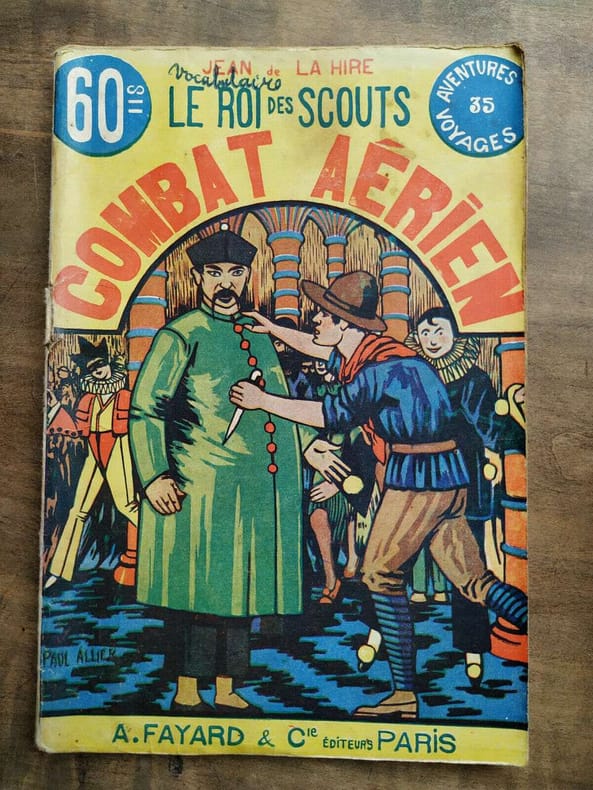 JEAN de LA HIRE
vocabulaire
60 cts
LE ROI DES SCOUTS
AVENTURES
35
VOYAGES
COMBAT AÉRIEN
PAUL ALLIER
A. FAYARD & Cie ÉDITEURS PARIS